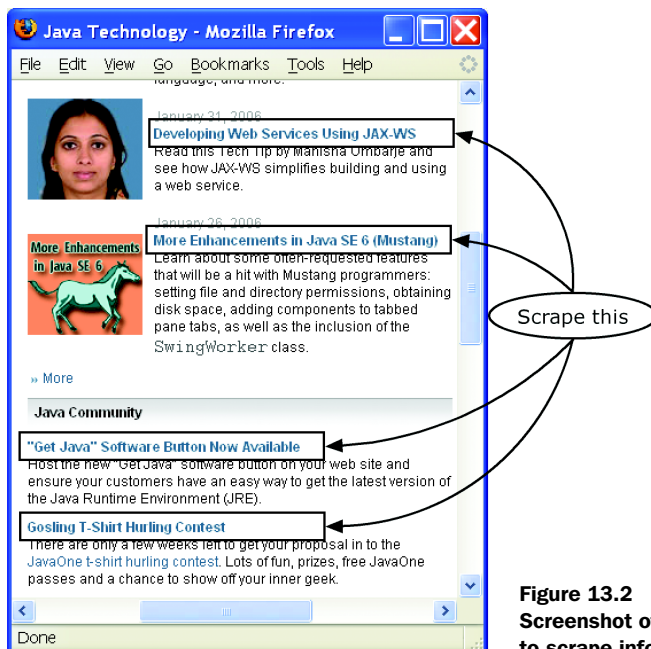 Java Technology - Mozilla Firefox
File Edit View Go Bookmarks Tools Help
language, and more.
January 31, 2006
Developing Web Services Using JAX-WS
Read this Tech Tip by Manisha Umbarje and
see how JAX-WS simplifies building and using
a web service.
January 26, 2006
More Enhancements in Java SE 6 (Mustang)
More Enhancements
in Java SE 6
Learn about some often-requested features
that will be a hit with Mustang programmers:
setting file and directory permissions, obtaining
disk space, adding components to tabbed
pane tabs, as well as the inclusion of the
SwingWorker class.
Scrape this
» More
Java Community
"Get Java" Software Button Now Available
Host the new "Get Java" software button on your web site and
ensure your customers have an easy way to get the latest version of
the Java Runtime Environment (JRE).
Gosling T-Shirt Hurling Contest
There are only a few weeks left to get your proposal in to the
JavaOne t-shirt hurling contest. Lots of fun, prizes, free JavaOne
passes and a chance to show off your inner geek.
Done
Figure 13.2
Screenshot
to scrape